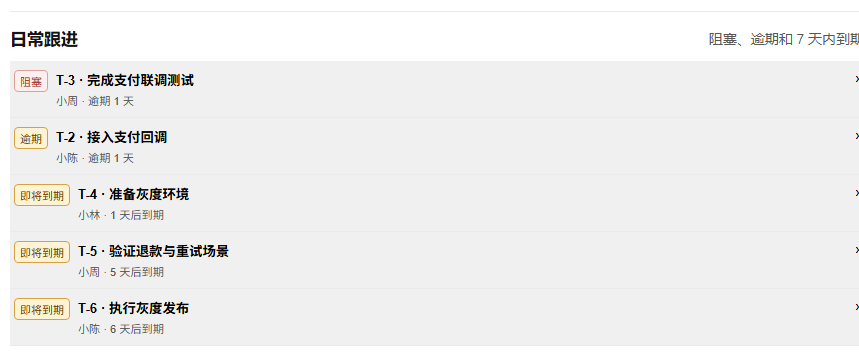 日常跟进
阻塞、逾期和 7 天内到期
阻塞 T-3 · 完成支付联调测试
小周 · 逾期 1 天
逾期 T-2 · 接入支付回调
小陈 · 逾期 1 天
即将到期 T-4 · 准备灰度环境
小林 · 1 天后到期
即将到期 T-5 · 验证退款与重试场景
小周 · 5 天后到期
即将到期 T-6 · 执行灰度发布
小陈 · 6 天后到期